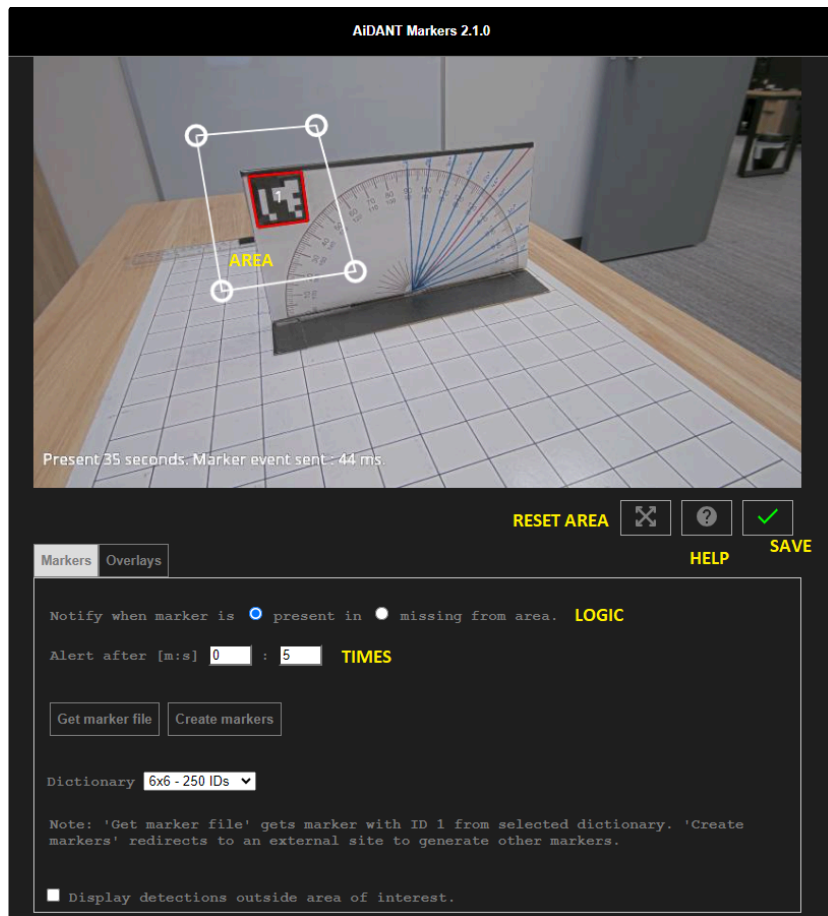 AiDANT Markers 2.1.0
1
AREA
Present 35 seconds. Marker event sent : 44 ms.
RESET AREA
HELP
SAVE
Markers Overlays
Notify when marker is present in missing from area. LOGIC
Alert after [m:s] 0 : 5 TIMES
Get marker file Create markers
Dictionary 6x6 - 250 IDs
Note: 'Get marker file' gets marker with ID 1 from selected dictionary. 'Create
markers' redirects to an external site to generate other markers.
Display detections outside area of interest.